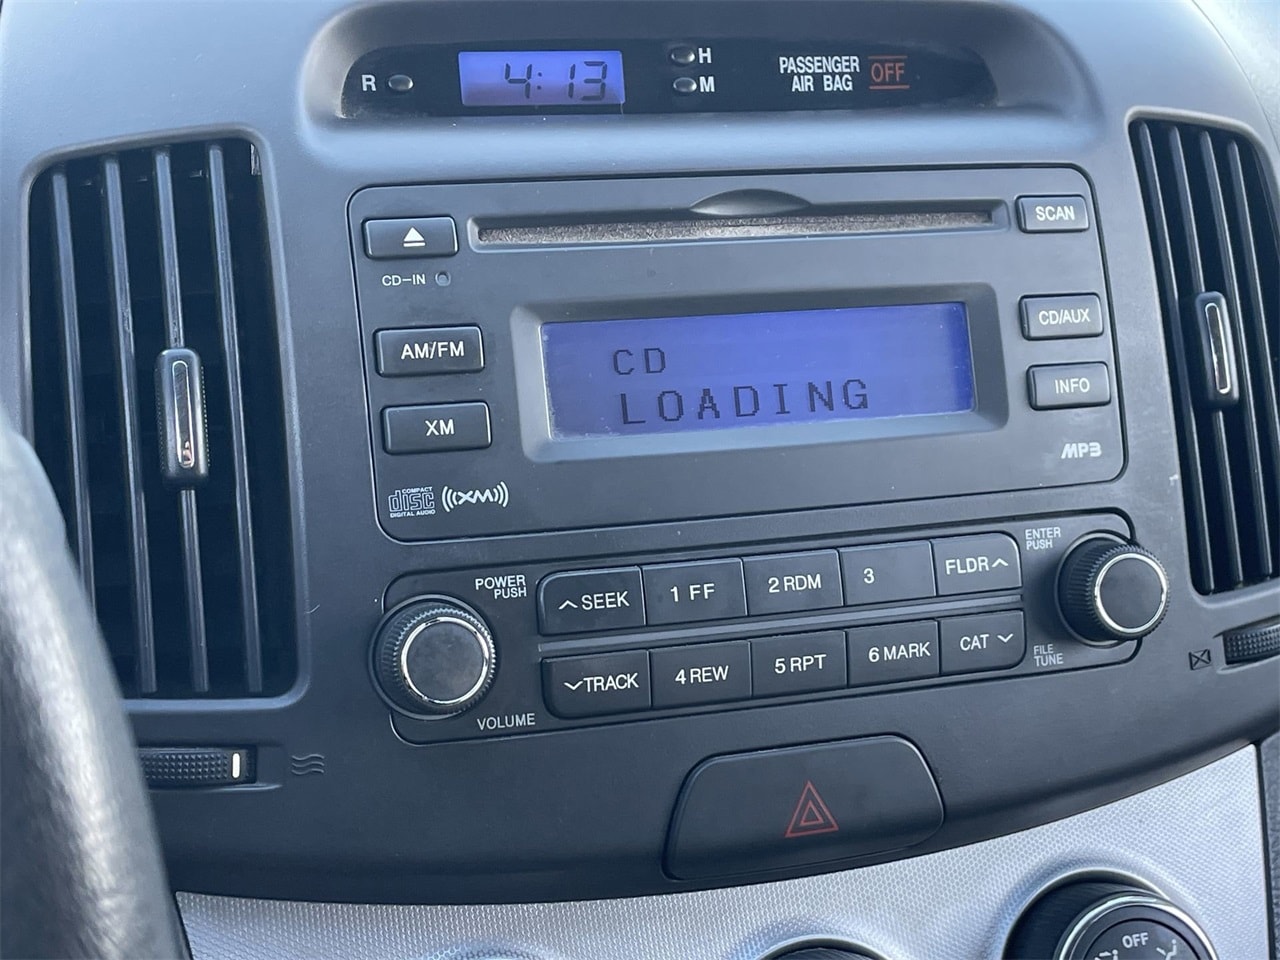 R
4:13
H
M
PASSENGER
AIR BAG
OFF
SCAN
CD-IN
AM/FM
CD
LOADING
CD/AUX
XM
INFO
MP3
COMPACT
disc
DIGITAL AUDIO
((XM))
POWER
PUSH
SEEK
1 FF
2 RDM
3
FLDR
ENTER
PUSH
TRACK
4 REW
5 RPT
6 MARK
CAT
FILE
TUNE
VOLUME
OFF